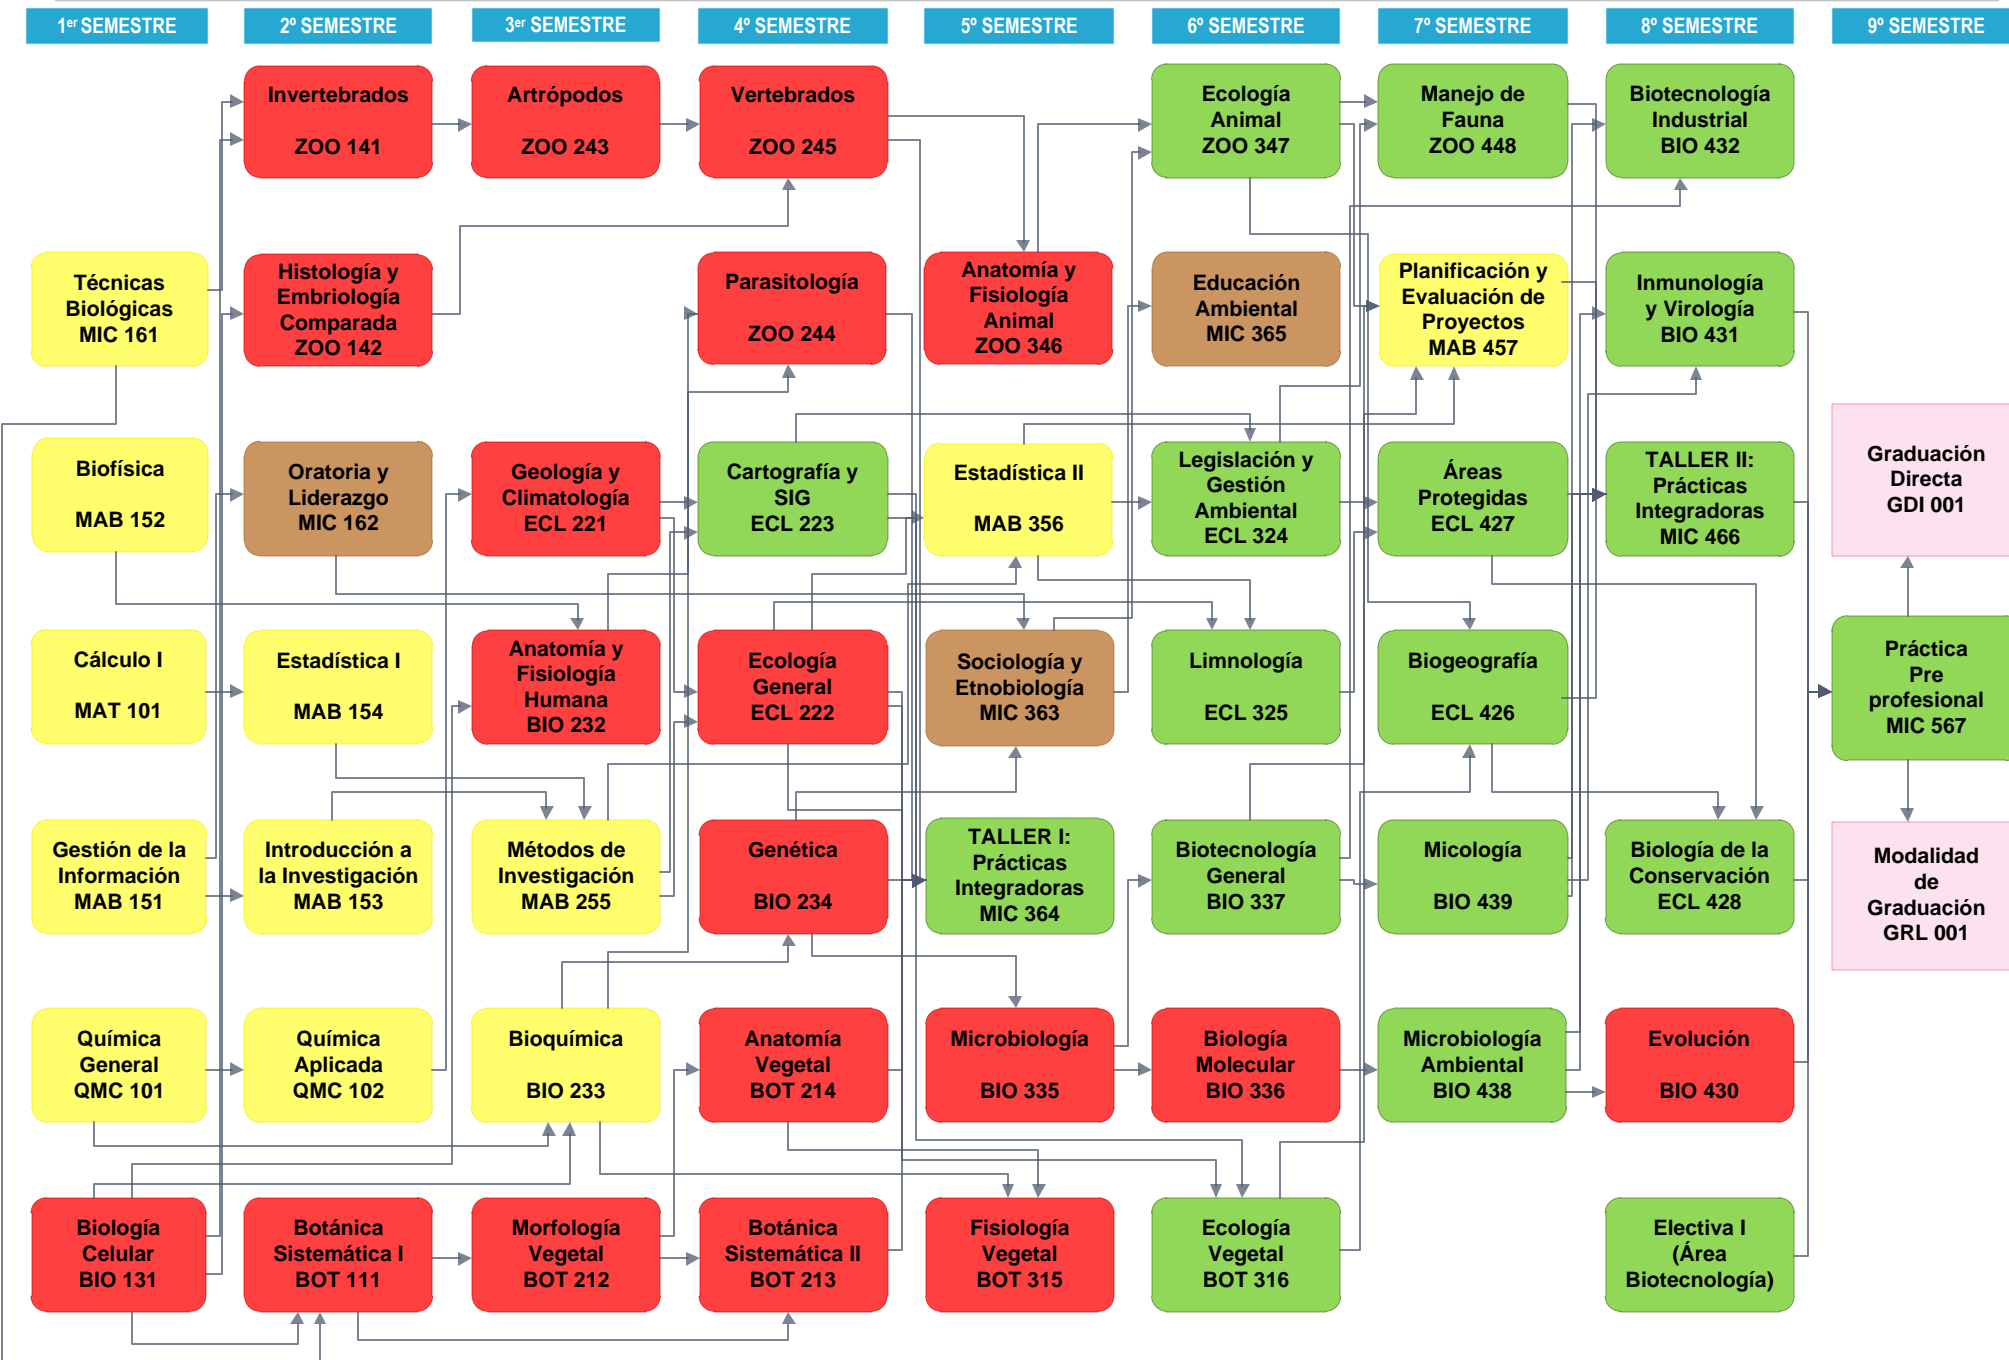 1er SEMESTRE
2º SEMESTRE
3er SEMESTRE
4º SEMESTRE
5º SEMESTRE
6º SEMESTRE
7º SEMESTRE
8º SEMESTRE
9º SEMESTRE
Técnicas
Biológicas
MIC 161
Biofísica
MAB 152
Cálculo I
MAT 101
Gestión de la
Información
MAB 151
Química
General
QMC 101
Biología
Celular
BIO 131
Invertebrados
ZOO 141
Histología y
Embriología
Comparada
ZOO 142
Oratoria y
Liderazgo
MIC 162
Estadística I
MAB 154
Introducción a
la Investigación
MAB 153
Química
Aplicada
QMC 102
Botánica
Sistemática I
BOT 111
Artrópodos
ZOO 243
Geología y
Climatología
ECL 221
Anatomía y
Fisiología
Humana
BIO 232
Métodos de
Investigación
MAB 255
Bioquímica
BIO 233
Morfología
Vegetal
BOT 212
Vertebrados
ZOO 245
Parasitología
ZOO 244
Cartografía y
SIG
ECL 223
Ecología
General
ECL 222
Genética
BIO 234
Anatomía
Vegetal
BOT 214
Botánica
Sistemática II
BOT 213
Anatomía y
Fisiología
Animal
ZOO 346
Estadística II
MAB 356
Sociología y
Etnobiología
MIC 363
TALLER I:
Prácticas
Integradoras
MIC 364
Microbiología
BIO 335
Fisiología
Vegetal
BOT 315
Ecología
Animal
ZOO 347
Educación
Ambiental
MIC 365
Legislación y
Gestión
Ambiental
ECL 324
Limnología
ECL 325
Biotecnología
General
BIO 337
Biología
Molecular
BIO 336
Ecología
Vegetal
BOT 316
Manejo de
Fauna
ZOO 448
Planificación y
Evaluación de
Proyectos
MAB 457
Áreas
Protegidas
ECL 427
Biogeografía
ECL 426
Micología
BIO 439
Microbiología
Ambiental
BIO 438
Biotecnología
Industrial
BIO 432
Inmunología
y Virología
BIO 431
TALLER II:
Prácticas
Integradoras
MIC 466
Biología de la
Conservación
ECL 428
Evolución
BIO 430
Electiva I
(Área
Biotecnología)
Graduación
Directa
GDI 001
Práctica
Pre
profesional
MIC 567
Modalidad
de
Graduación
GRL 001